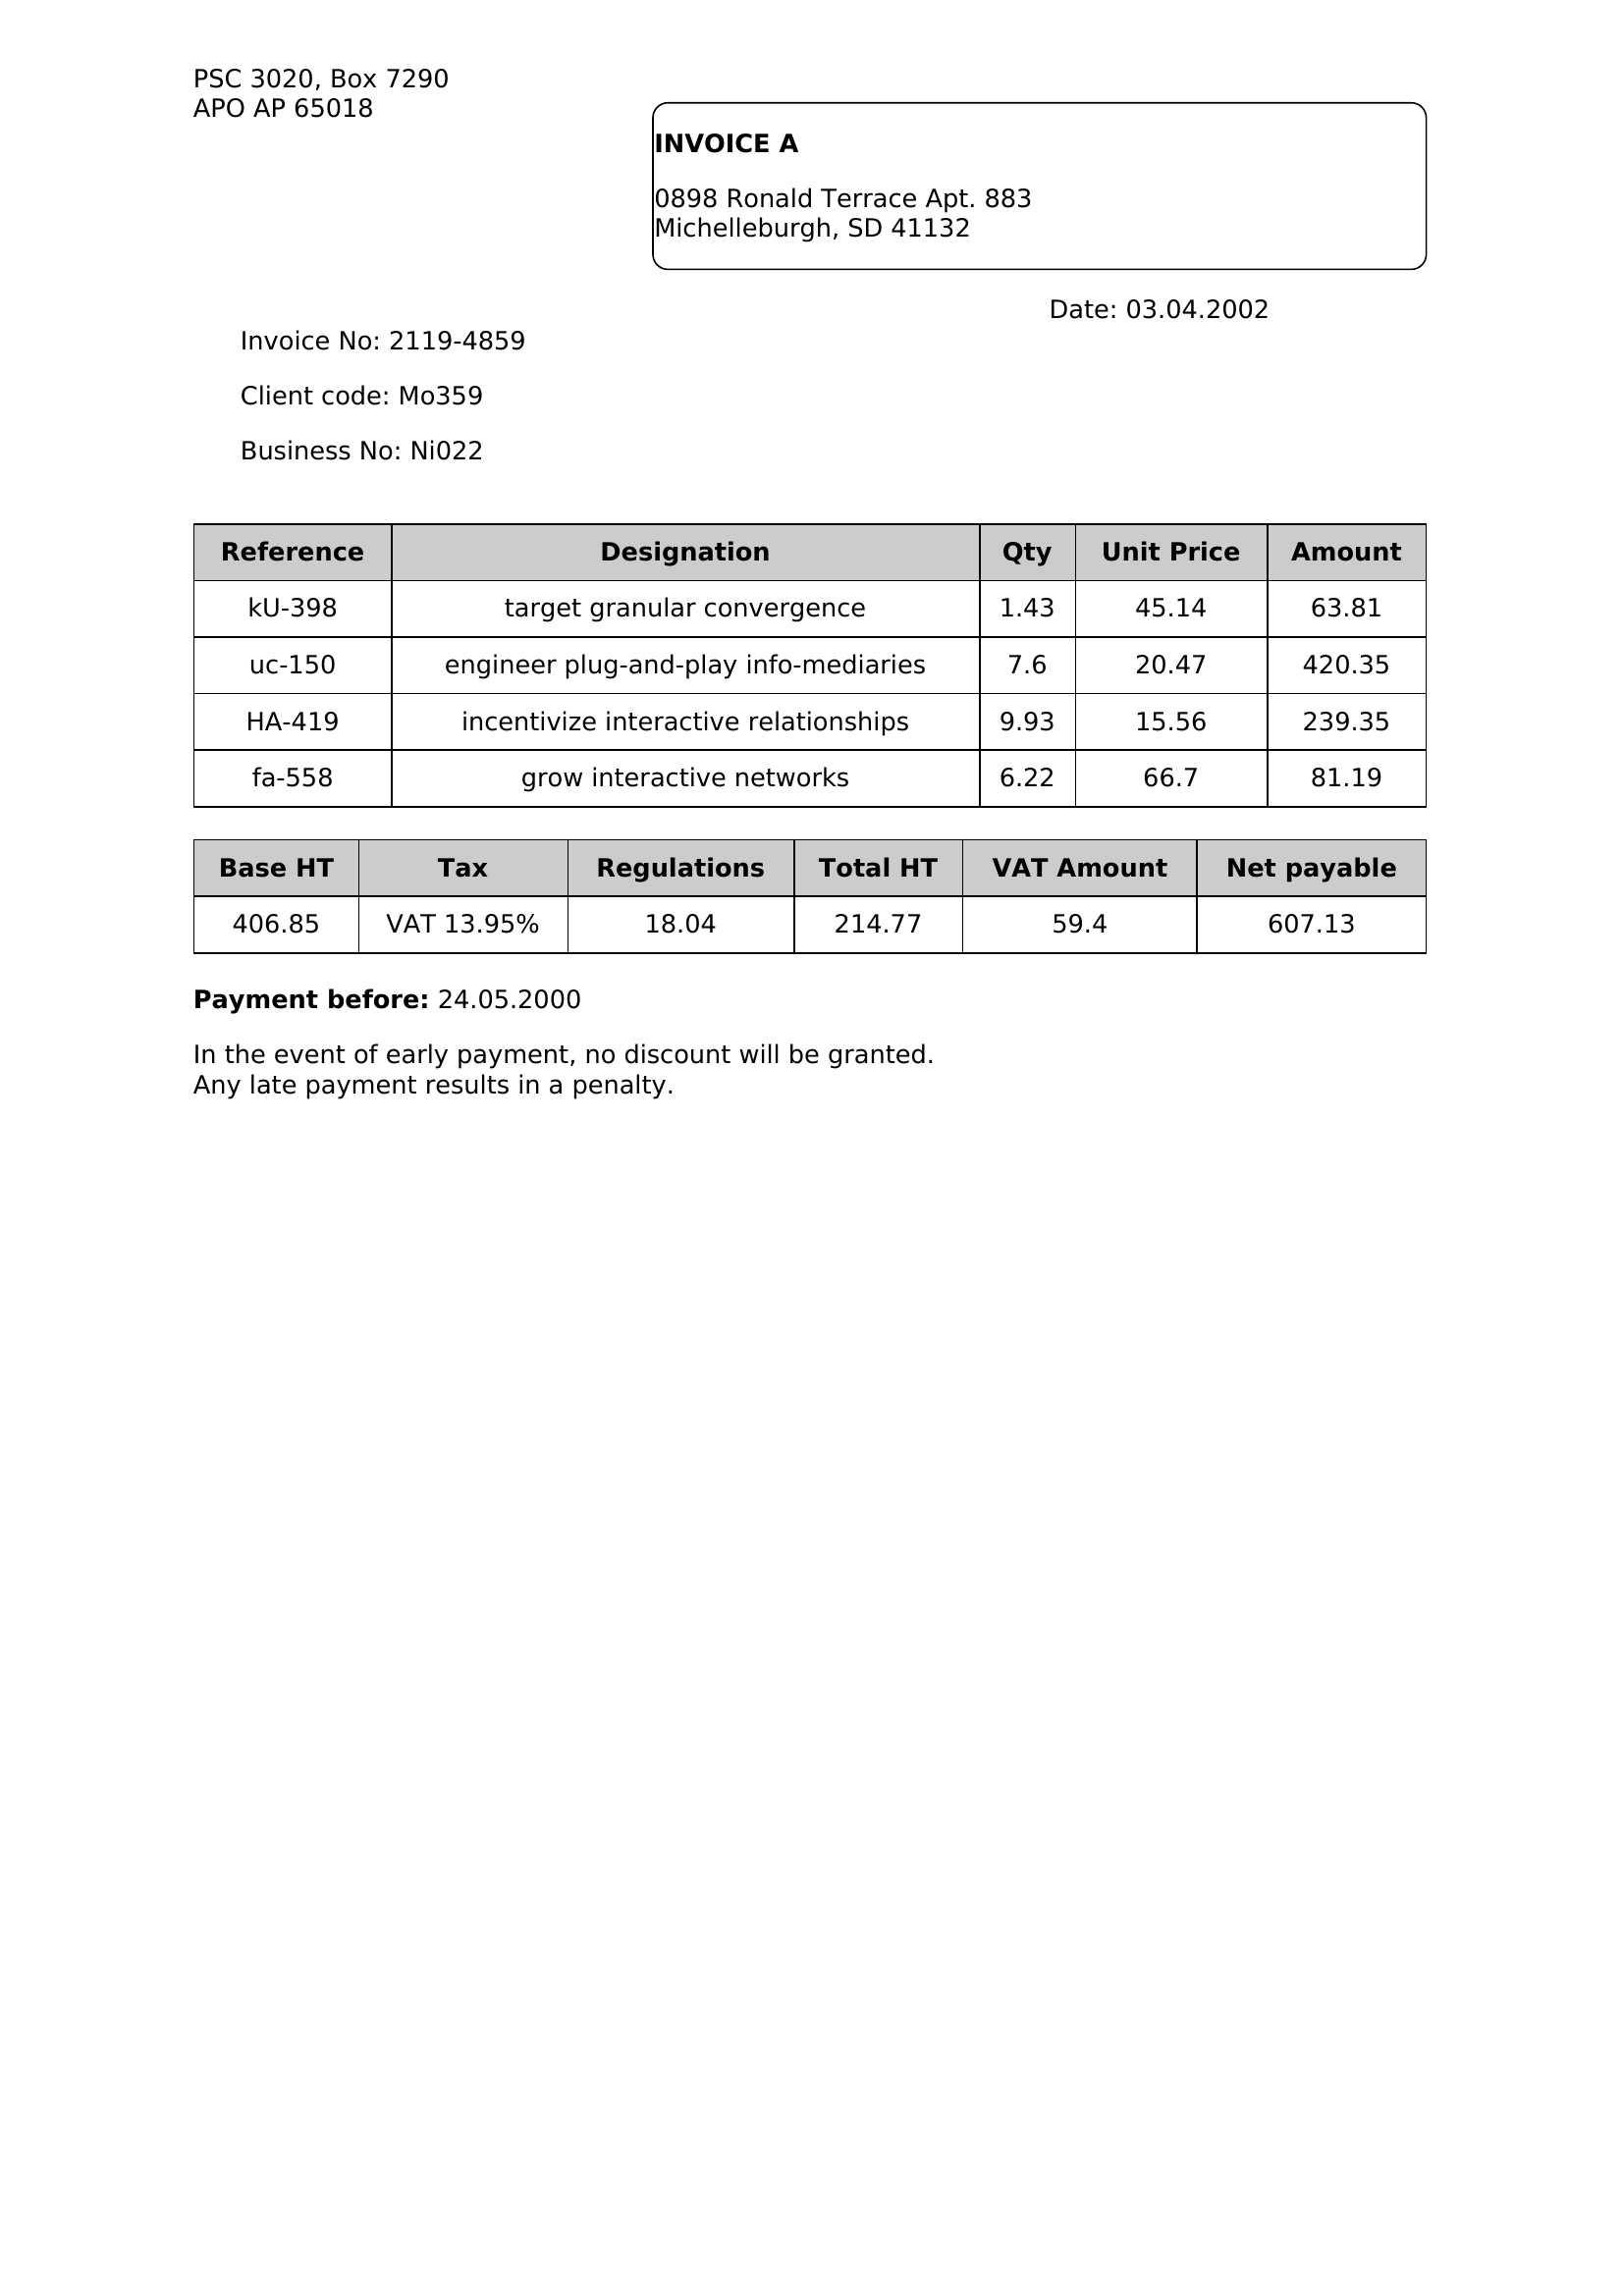 PSC 3020, Box 7290
APO AP 65018
INVOICE A
0898 Ronald Terrace Apt. 883
Michelleburgh, SD 41132
Date: 03.04.2002
Invoice No: 2119-4859
Client code: Mo359
Business No: Ni022
Reference Designation Qty Unit Price Amount
kU-398 target granular convergence 1.43 45.14 63.81
uc-150 engineer plug-and-play info-mediaries 7.6 20.47 420.35
HA-419 incentivize interactive relationships 9.93 15.56 239.35
fa-558 grow interactive networks 6.22 66.7 81.19
Base HT Tax Regulations Total HT VAT Amount Net payable
406.85 VAT 13.95% 18.04 214.77 59.4 607.13
Payment before: 24.05.2000
In the event of early payment, no discount will be granted.
Any late payment results in a penalty.